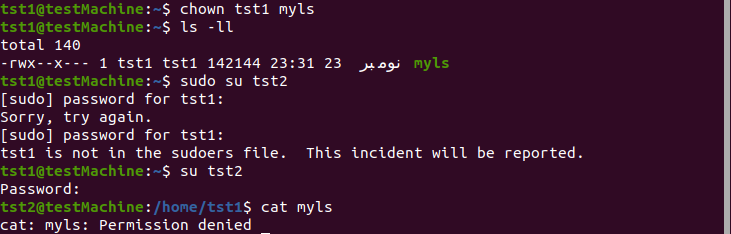 tst1@testMachine:~$ chown tst1 myls
tst1@testMachine:~$ ls -ll
total 140
-rwx--x--- 1 tst1 tst1 142144 23:31 23 نومبر myls
tst1@testMachine:~$ sudo su tst2
[sudo] password for tst1:
Sorry, try again.
[sudo] password for tst1:
tst1 is not in the sudoers file.  This incident will be reported.
tst1@testMachine:~$ su tst2
Password:
tst2@testMachine:/home/tst1$ cat myls
cat: myls: Permission denied